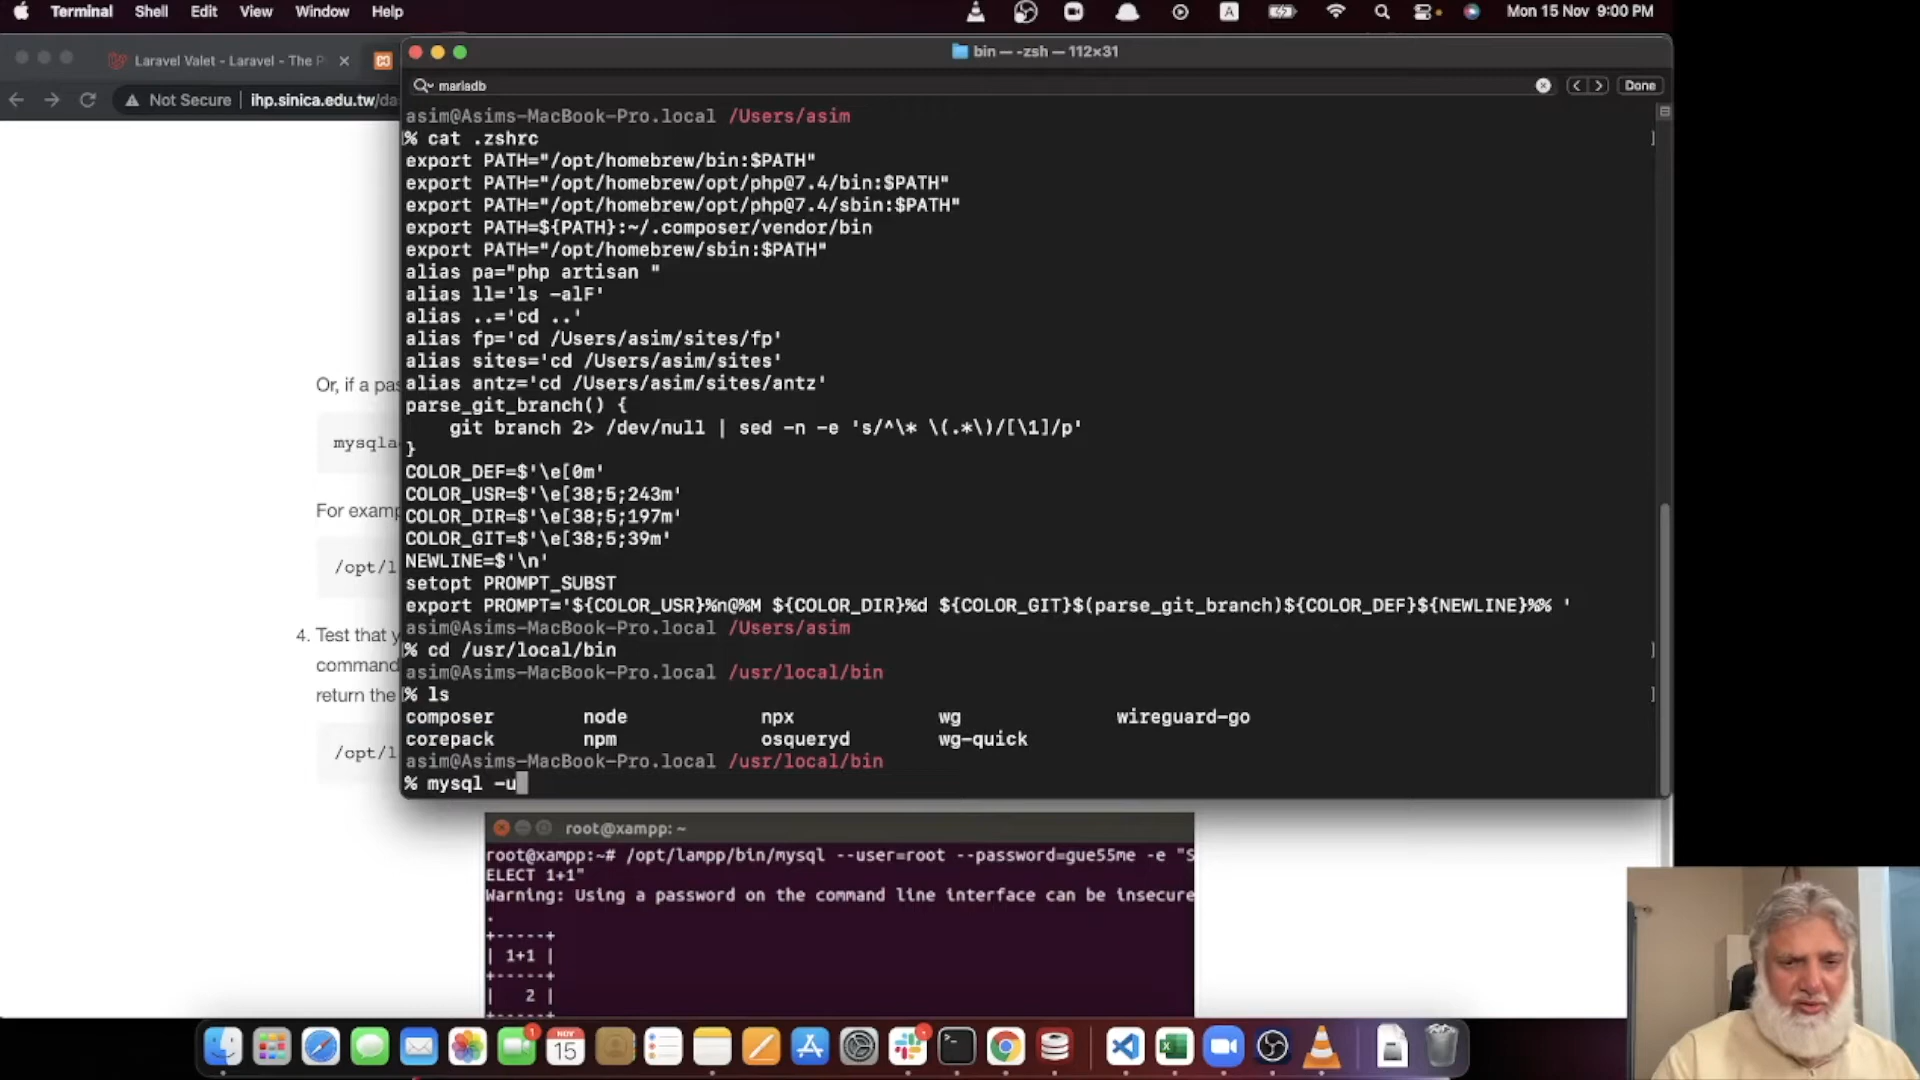 Terminal Shell Edit View Window Help
A
Mon 15 Nov 9:00 PM
Laravel Valet - Laravel - The P
bin — -zsh — 112×31
Not Secure ihp.sinica.edu.tw/da
mariadb
Done
asim@Asims-MacBook-Pro.local /Users/asim
% cat .zshrc
export PATH="/opt/homebrew/bin:$PATH"
export PATH="/opt/homebrew/opt/php@7.4/bin:$PATH"
export PATH="/opt/homebrew/opt/php@7.4/sbin:$PATH"
export PATH=${PATH}:~/.composer/vendor/bin
export PATH="/opt/homebrew/sbin:$PATH"
alias pa="php artisan "
alias ll='ls -alF'
alias ..='cd ..'
alias fp='cd /Users/asim/sites/fp'
alias sites='cd /Users/asim/sites'
alias antz='cd /Users/asim/sites/antz'
parse_git_branch() {
git branch 2> /dev/null | sed -n -e 's/^\* \(.*\)/[\1]/p'
}
COLOR_DEF=$'\e[0m'
COLOR_USR=$'\e[38;5;243m'
COLOR_DIR=$'\e[38;5;197m'
COLOR_GIT=$'\e[38;5;39m'
NEWLINE=$'\n'
setopt PROMPT_SUBST
export PROMPT='${COLOR_USR}%n@%M ${COLOR_DIR}%d ${COLOR_GIT}$(parse_git_branch)${COLOR_DEF}${NEWLINE}%% '
asim@Asims-MacBook-Pro.local /Users/asim
% cd /usr/local/bin
asim@Asims-MacBook-Pro.local /usr/local/bin
% ls
composer node npx wg wireguard-go
corepack npm osqueryd wg-quick
asim@Asims-MacBook-Pro.local /usr/local/bin
% mysql -u
Or, if a pas
mysqla
For examp
/opt/l
4. Test that y
command
return the
/opt/l
root@xampp: ~
root@xampp:~# /opt/lampp/bin/mysql --user=root --password=gue55me -e "S
ELECT 1+1"
Warning: Using a password on the command line interface can be insecure
.
+-----+
| 1+1 |
+-----+
| 2 |
+-----+
1
NOV
15